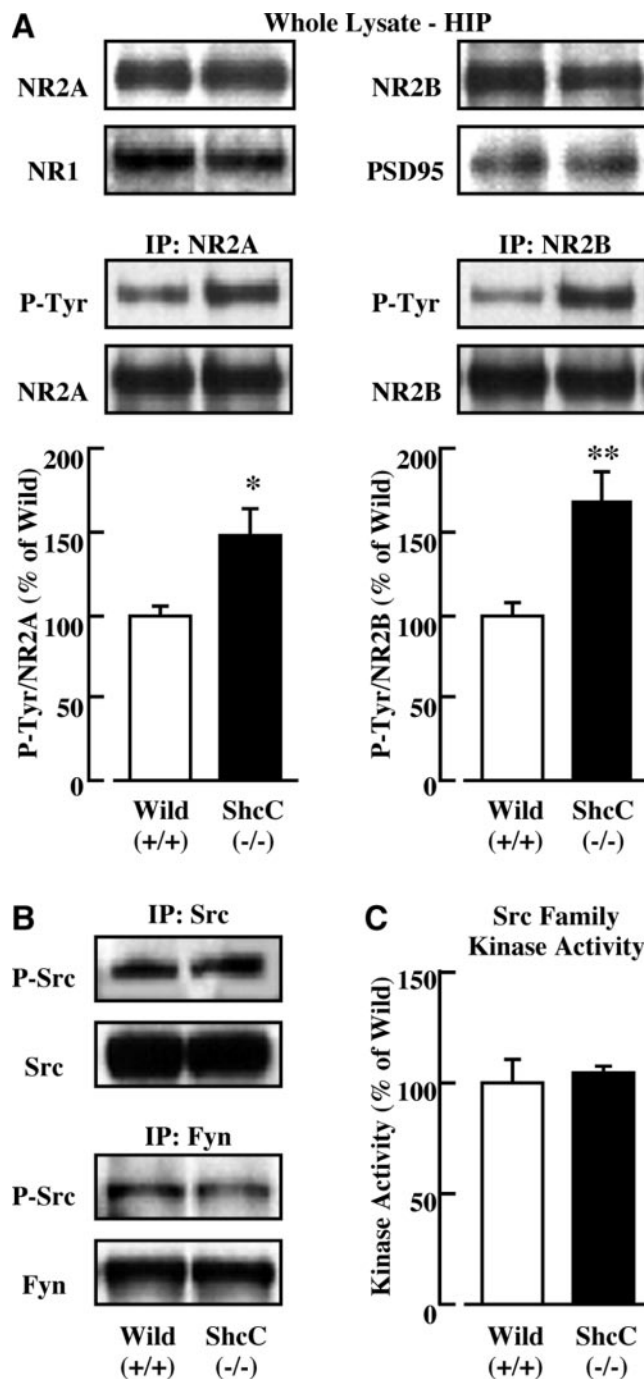 A
Whole Lysate - HIP
NR2A
NR2B
NR1
PSD95
IP: NR2A
IP: NR2B
P-Tyr
P-Tyr
NR2A
NR2B
P-Tyr/NR2A (% of Wild)
200
150
100
50
0
*
Wild
(+/+)
ShcC
(-/-)
P-Tyr/NR2B (% of Wild)
200
150
100
50
0
**
Wild
(+/+)
ShcC
(-/-)
B
IP: Src
P-Src
Src
IP: Fyn
P-Src
Fyn
Wild
(+/+)
ShcC
(-/-)
C
Src Family
Kinase Activity
Kinase Activity (% of Wild)
150
100
50
0
Wild
(+/+)
ShcC
(-/-)